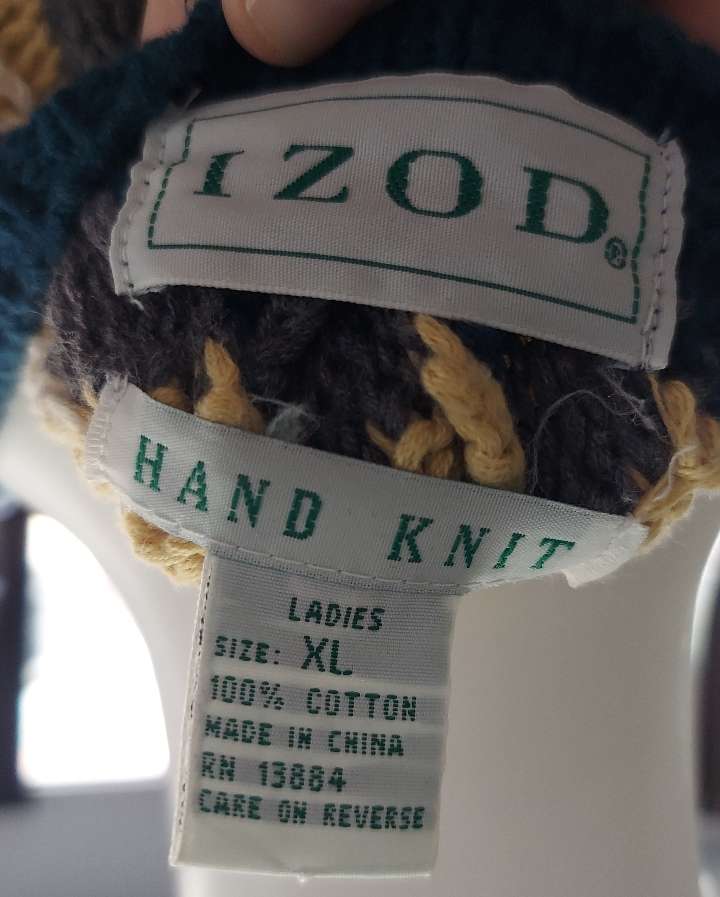 IZOD®
HAND KNIT
LADIES
SIZE: XL
100% COTTON
MADE IN CHINA
RN 13884
CARE ON REVERSE